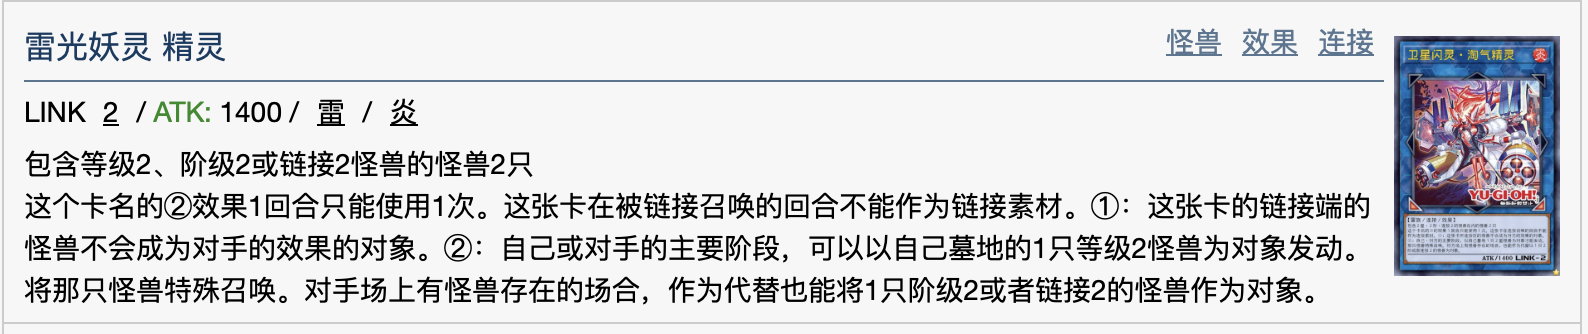 雷光妖灵 精灵
怪兽 效果 连接
LINK 2 / ATK: 1400 / 雷 / 炎
包含等级2、阶级2或链接2怪兽的怪兽2只
这个卡名的②效果1回合只能使用1次。这张卡在被链接召唤的回合不能作为链接素材。①：这张卡的链接端的
怪兽不会成为对手的效果的对象。②：自己或对手的主要阶段，可以以自己墓地的1只等级2怪兽为对象发动。
将那只怪兽特殊召唤。对手场上有怪兽存在的场合，作为代替也能将1只阶级2或者链接2的怪兽作为对象。
卫星闪灵·淘气精灵
炎
YU-GI-OH!
ATK/1400 LINK-2